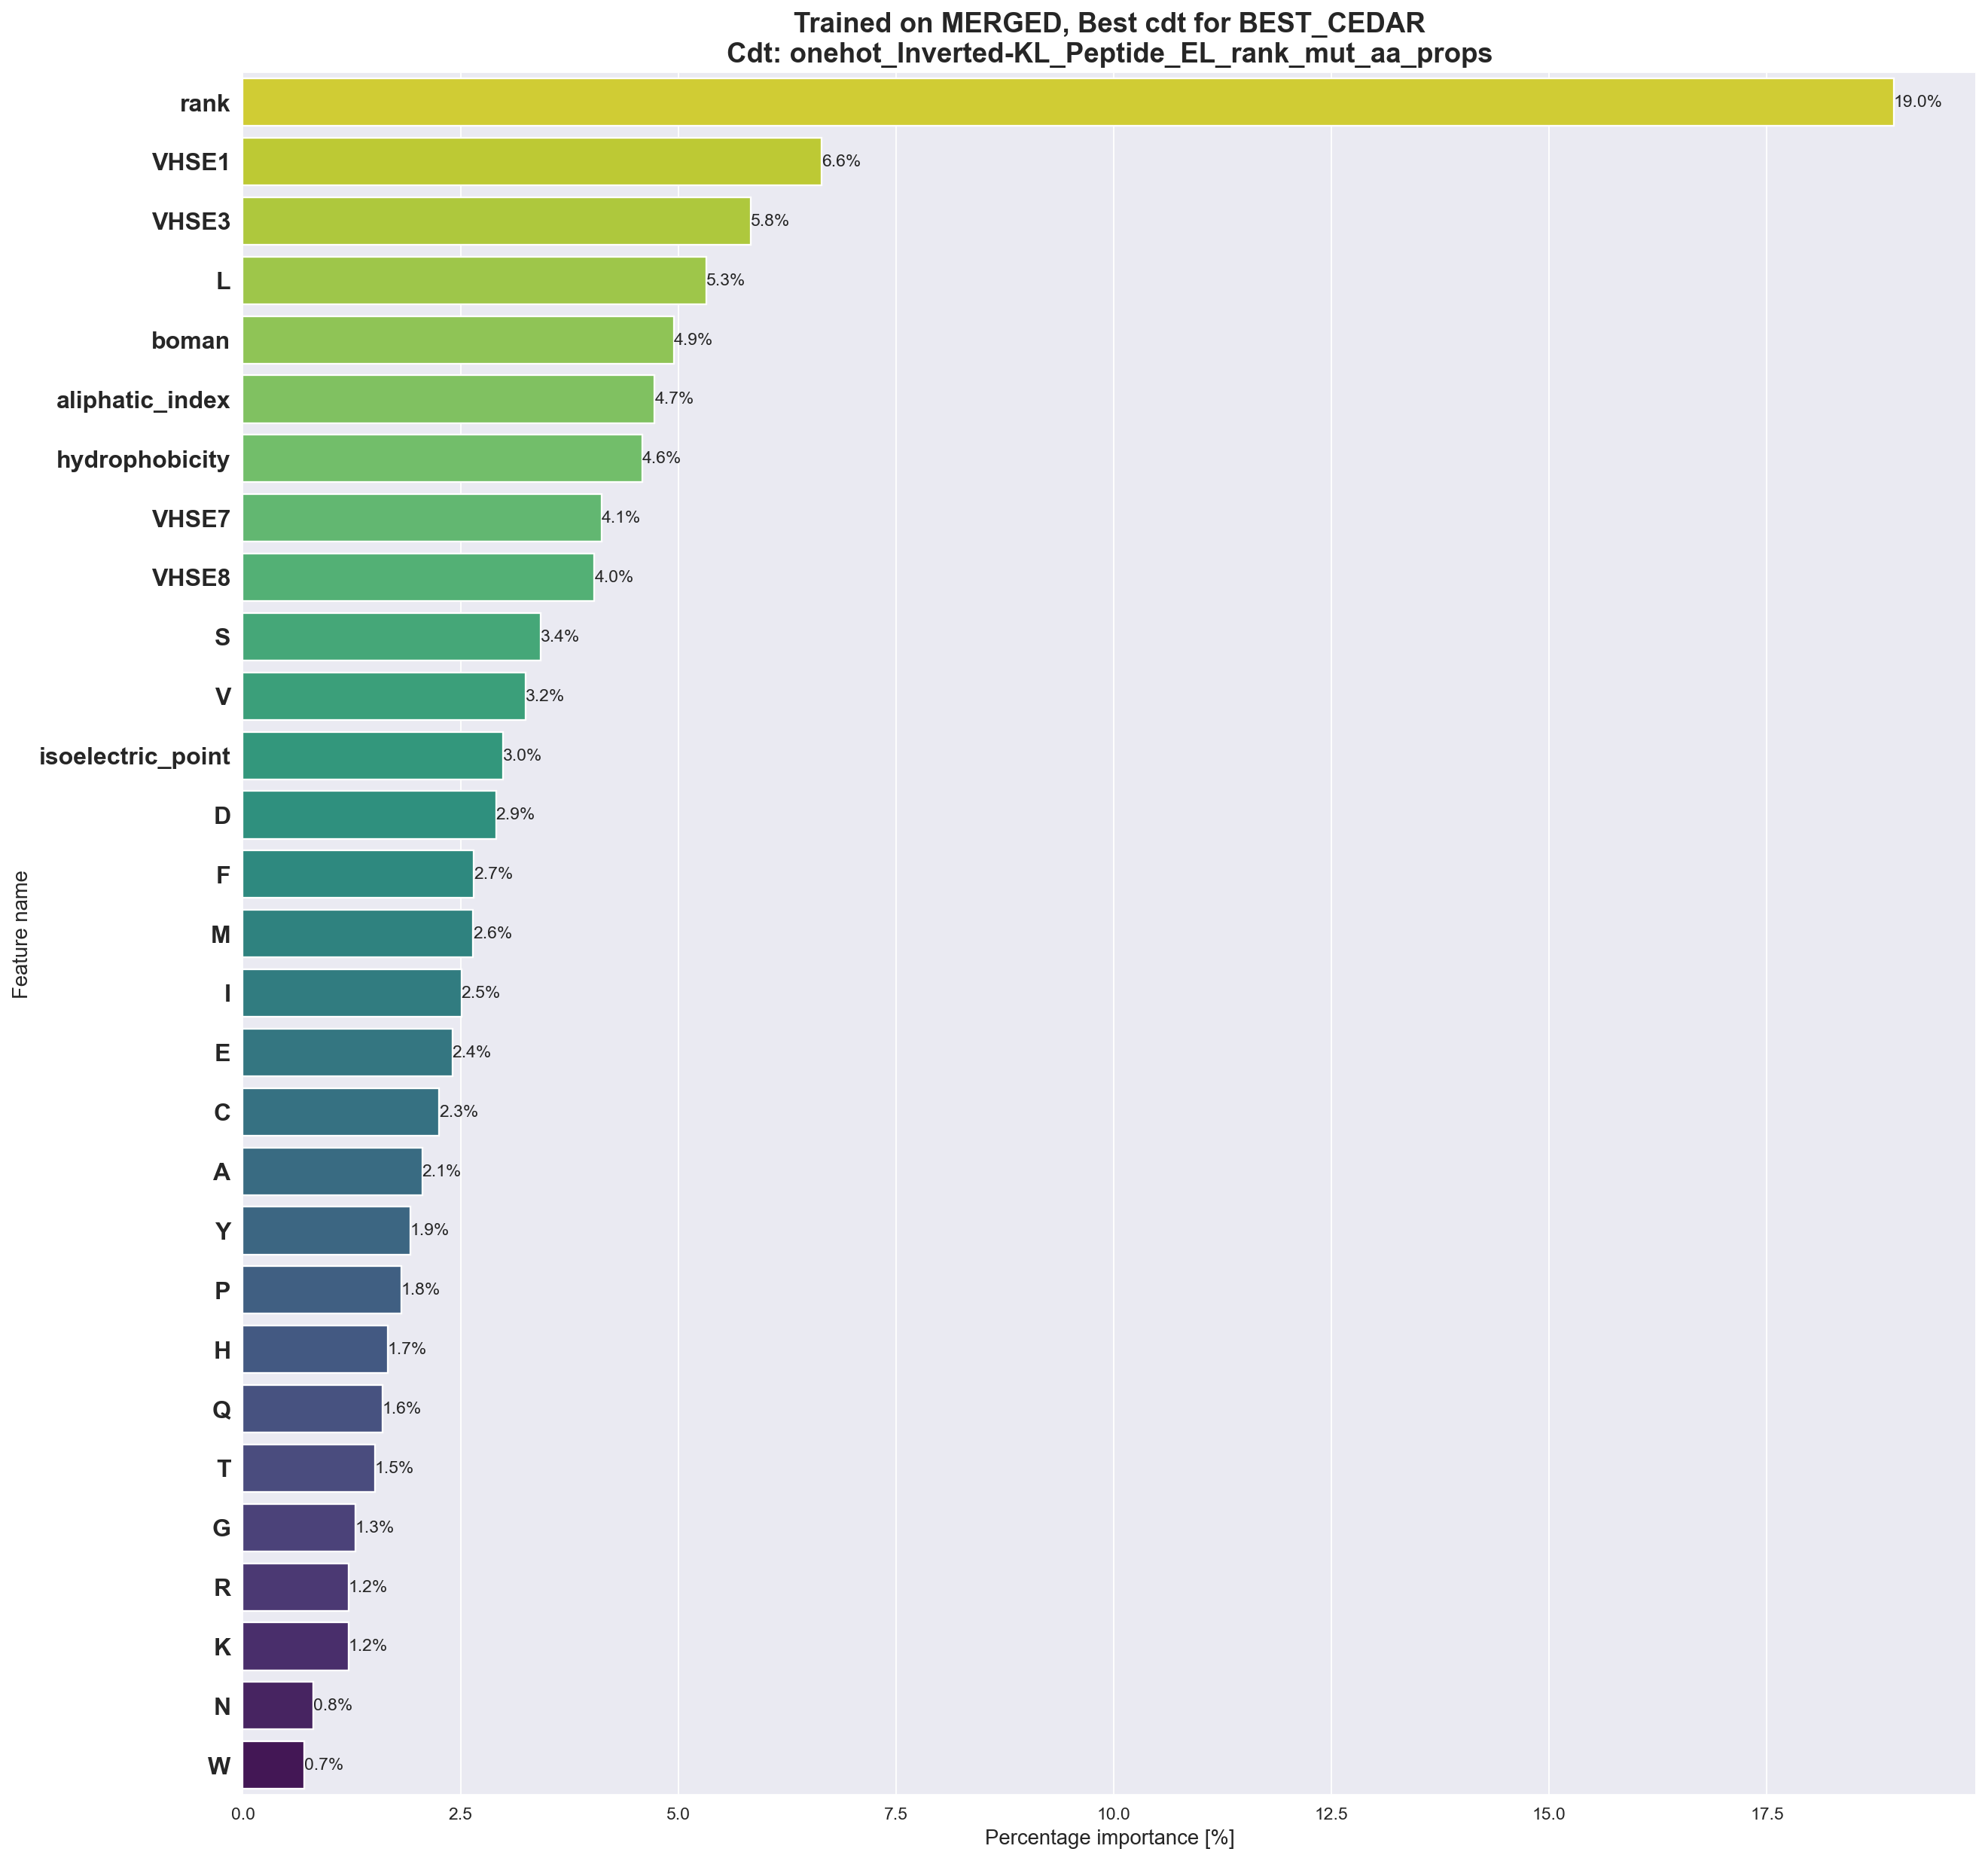 Trained on MERGED, Best cdt for BEST_CEDAR
Cdt: onehot_Inverted-KL_Peptide_EL_rank_mut_aa_props
Feature name
rank 19.0%
VHSE1 6.6%
VHSE3 5.8%
L 5.3%
boman 4.9%
aliphatic_index 4.7%
hydrophobicity 4.6%
VHSE7 4.1%
VHSE8 4.0%
S 3.4%
V 3.2%
isoelectric_point 3.0%
D 2.9%
F 2.7%
M 2.6%
I 2.5%
E 2.4%
C 2.3%
A 2.1%
Y 1.9%
P 1.8%
H 1.7%
Q 1.6%
T 1.5%
G 1.3%
R 1.2%
K 1.2%
N 0.8%
W 0.7%
0.0 2.5 5.0 7.5 10.0 12.5 15.0 17.5
Percentage importance [%]